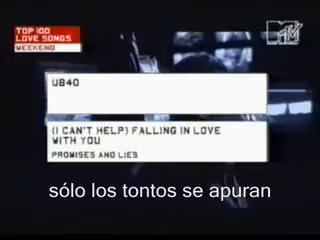 TOP 100
LOVE SONGS
WEEKEND
MTV
UB40
(I CAN'T HELP) FALLING IN LOVE
WITH YOU
PROMISES AND LIES
sólo los tontos se apuran